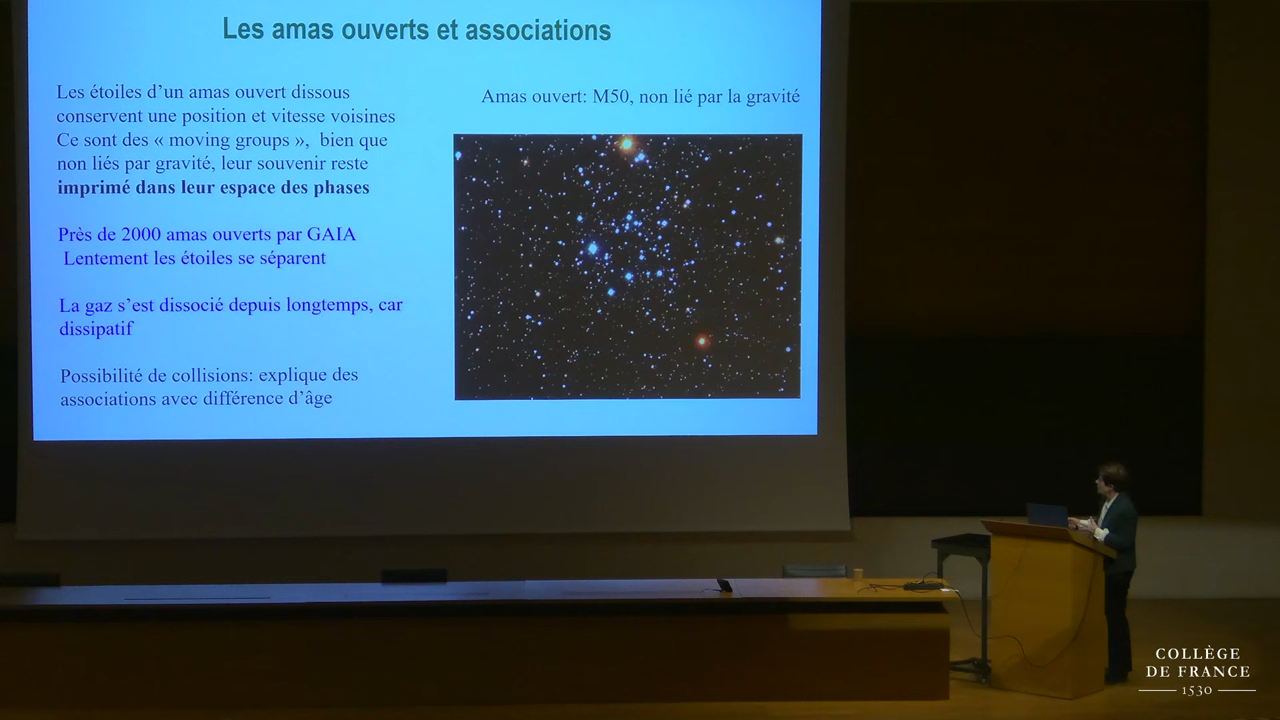 Les amas ouverts et associations
Les étoiles d'un amas ouvert dissous
conservent une position et vitesse voisines
Ce sont des « moving groups », bien que
non liés par gravité, leur souvenir reste
imprimé dans leur espace des phases
Près de 2000 amas ouverts par GAIA
Lentement les étoiles se séparent
La gaz s'est dissocié depuis longtemps, car
dissipatif
Possibilité de collisions: explique des
associations avec différence d'âge
Amas ouvert: M50, non lié par la gravité
COLLÈGE
DE FRANCE
1530